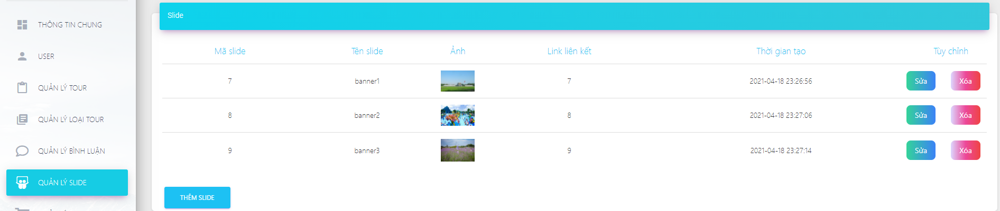 THÔNG TIN CHUNG
USER
QUẢN LÝ TOUR
QUẢN LÝ LOẠI TOUR
QUẢN LÝ BÌNH LUẬN
QUẢN LÝ SLIDE
Slide
Mã slide Tên slide Ảnh Link liên kết Thời gian tạo Tùy chỉnh
7 banner1 7 2021-04-18 23:26:56 Sửa Xóa
8 banner2 8 2021-04-18 23:27:06 Sửa Xóa
9 banner3 9 2021-04-18 23:27:14 Sửa Xóa
THÊM SLIDE